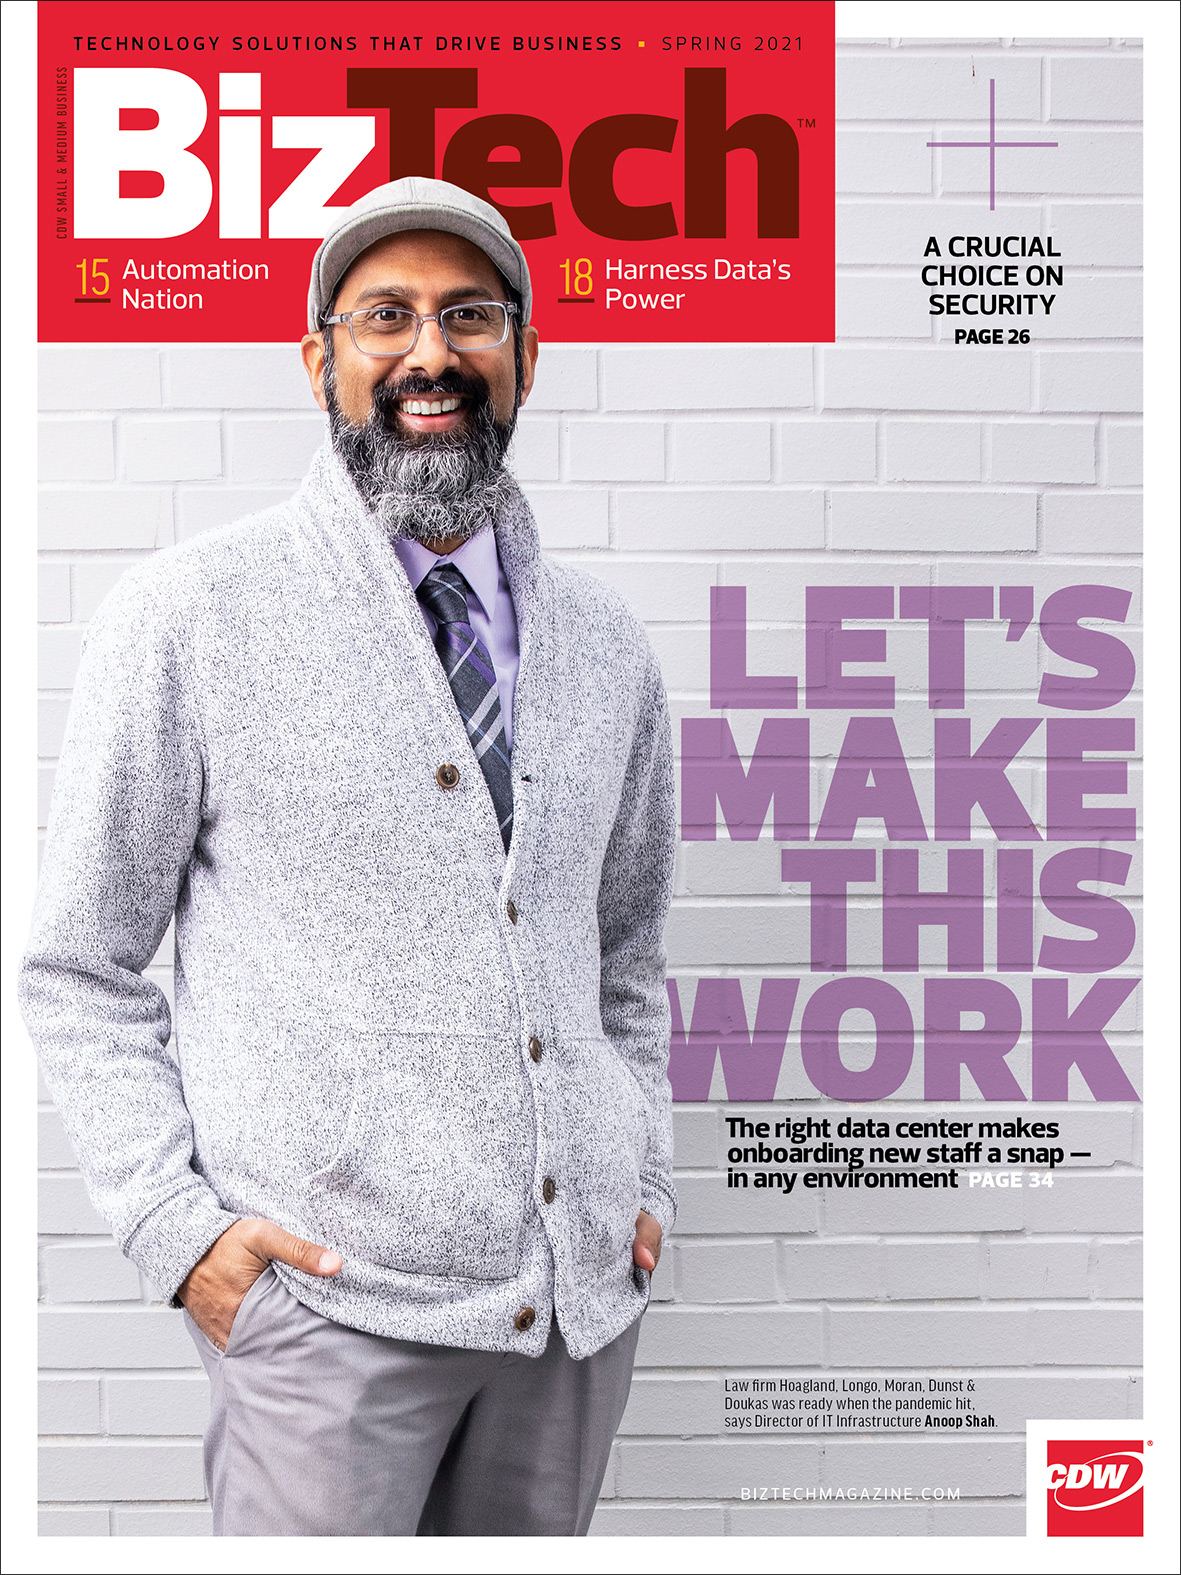 TECHNOLOGY SOLUTIONS THAT DRIVE BUSINESS ▪ SPRING 2021
CDW SMALL & MEDIUM BUSINESS
BizTech™
15 Automation
Nation
18 Harness Data's
Power
A CRUCIAL
CHOICE ON
SECURITY
PAGE 26
LET'S
MAKE
THIS
WORK
The right data center makes
onboarding new staff a snap —
in any environment PAGE 34
Law firm Hoagland, Longo, Moran, Dunst &
Doukas was ready when the pandemic hit,
says Director of IT Infrastructure Anoop Shah.
BIZTECHMAGAZINE.COM
CDW®